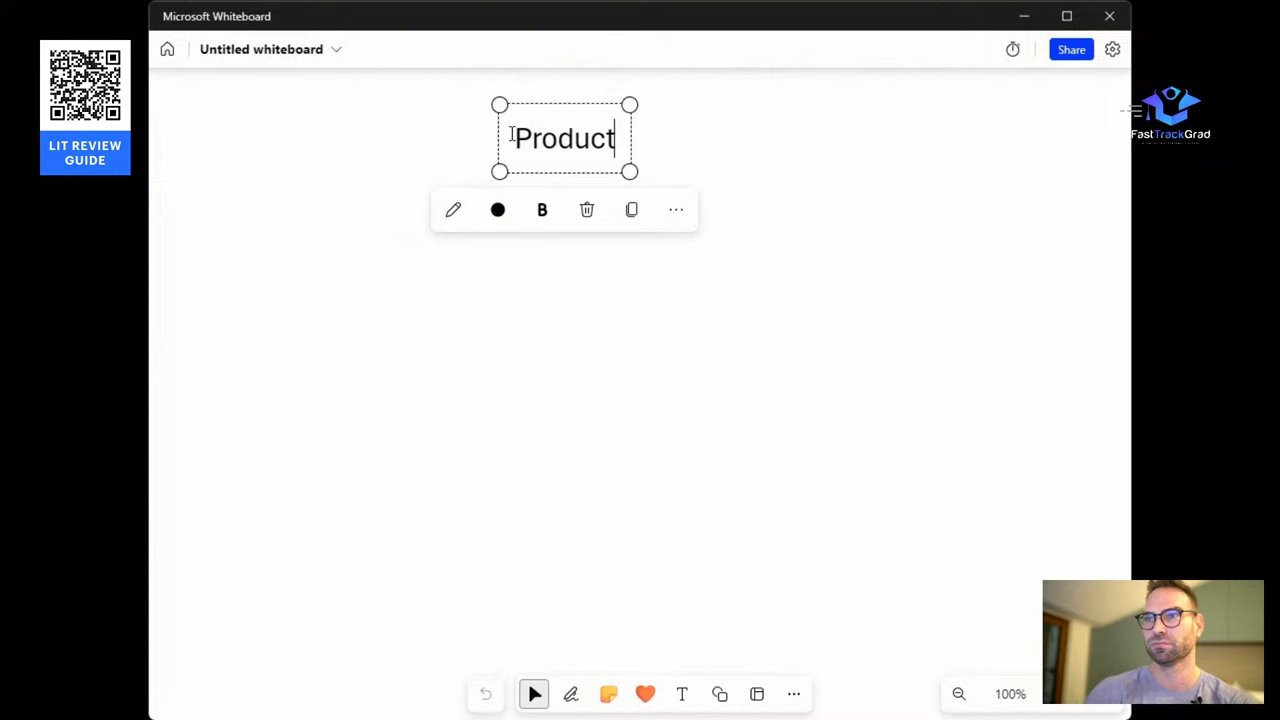 Microsoft Whiteboard
Untitled whiteboard
Share
Product
B
LIT REVIEW
GUIDE
FastTrackGrad
T
100%